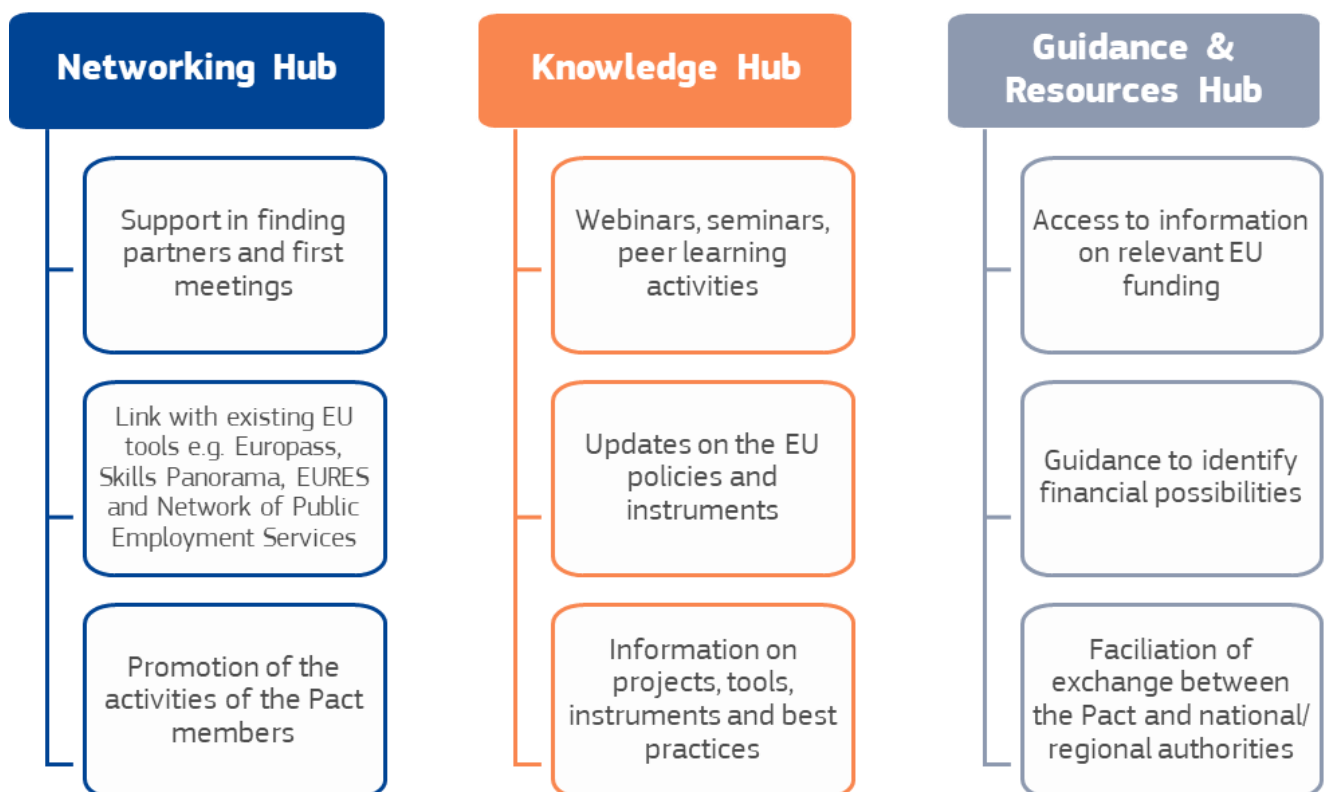 Networking Hub
Support in finding
partners and first
meetings
Link with existing EU
tools e.g. Europass,
Skills Panorama, EURES
and Network of Public
Employment Services
Promotion of the
activities of the Pact
members
Knowledge Hub
Webinars, seminars,
peer learning
activities
Updates on the EU
policies and
instruments
Information on
projects, tools,
instruments and best
practices
Guidance &
Resources Hub
Access to information
on relevant EU
funding
Guidance to identify
financial possibilities
Faciliation of
exchange between
the Pact and national/
regional authorities